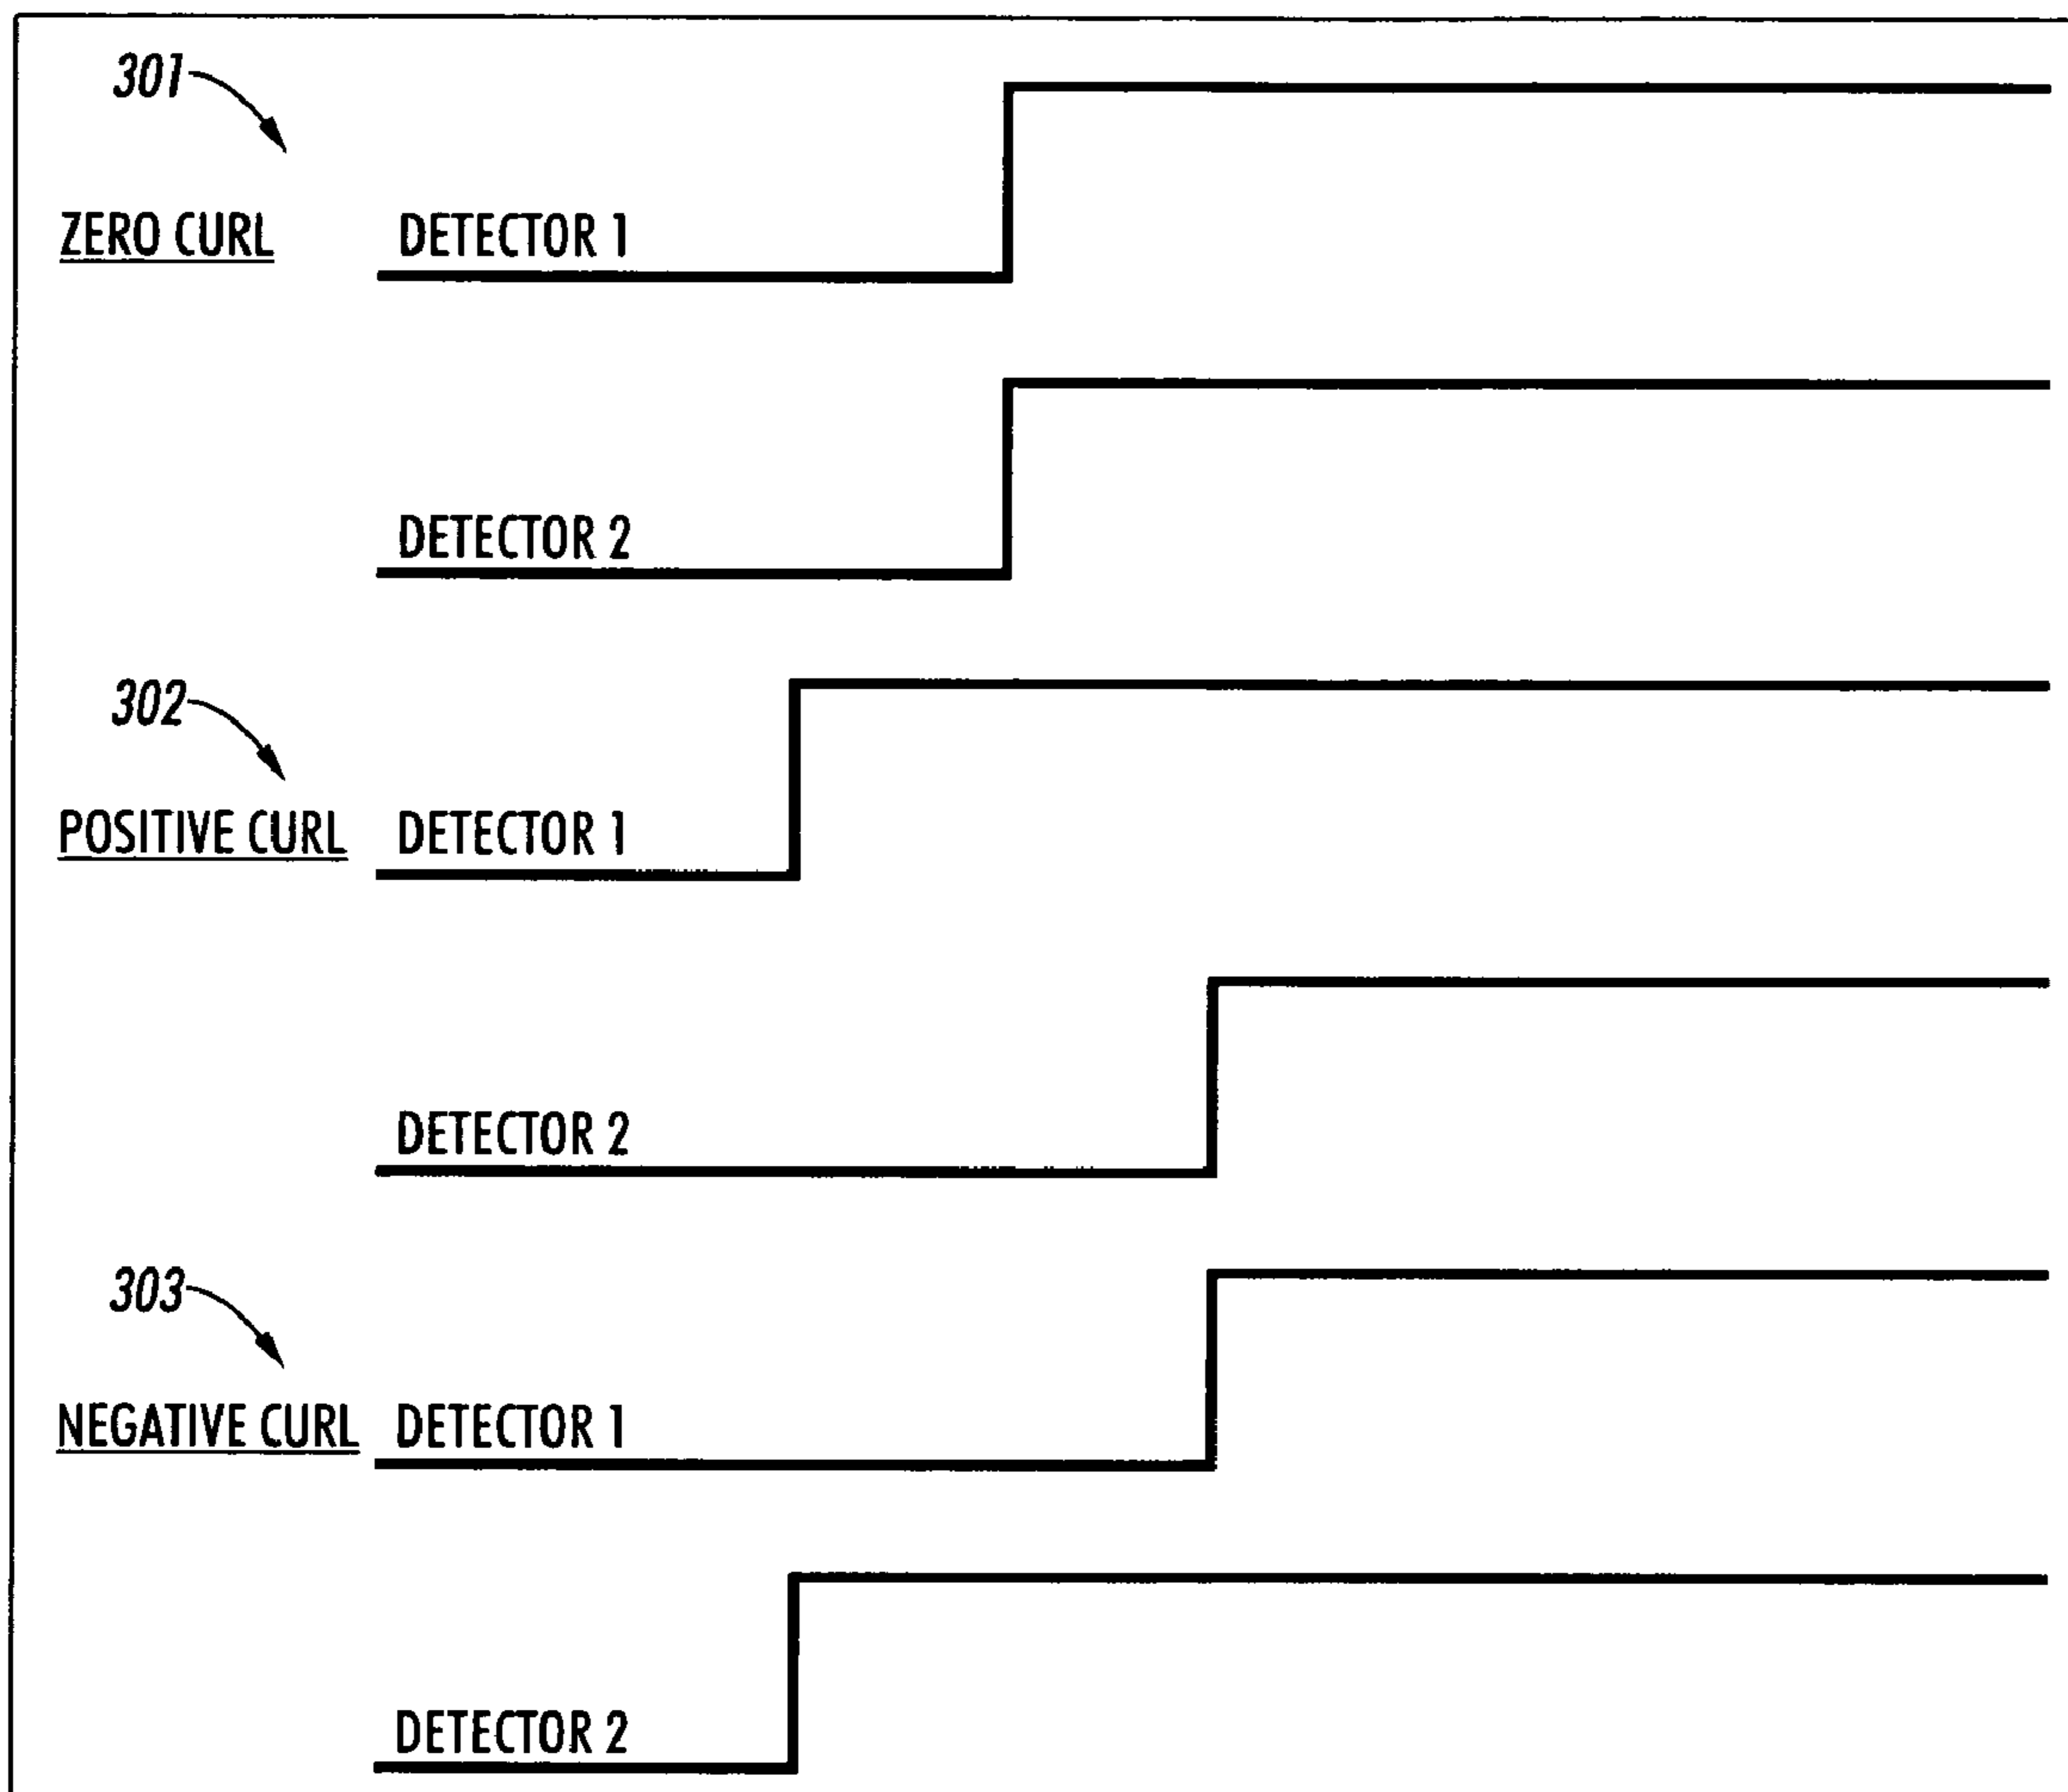 301
ZERO CURL DETECTOR 1
DETECTOR 2
302
POSITIVE CURL DETECTOR 1
DETECTOR 2
303
NEGATIVE CURL DETECTOR 1
DETECTOR 2